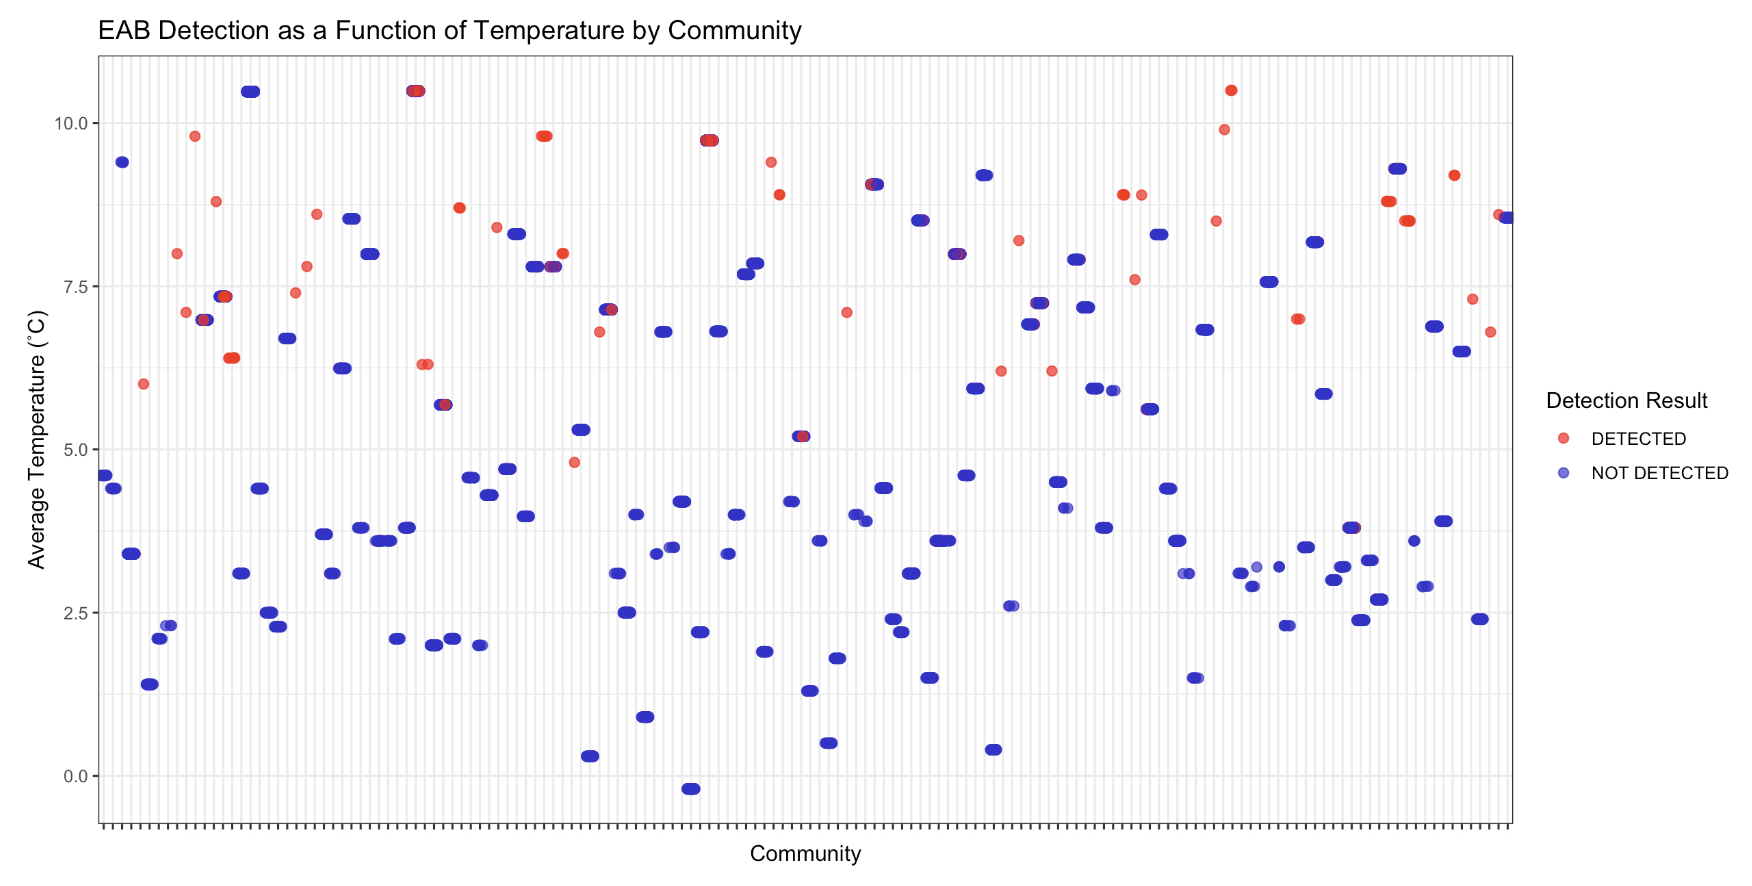 EAB Detection as a Function of Temperature by Community
Average Temperature (˚C)
10.0
7.5
5.0
2.5
0.0
Community
Detection Result
DETECTED
NOT DETECTED